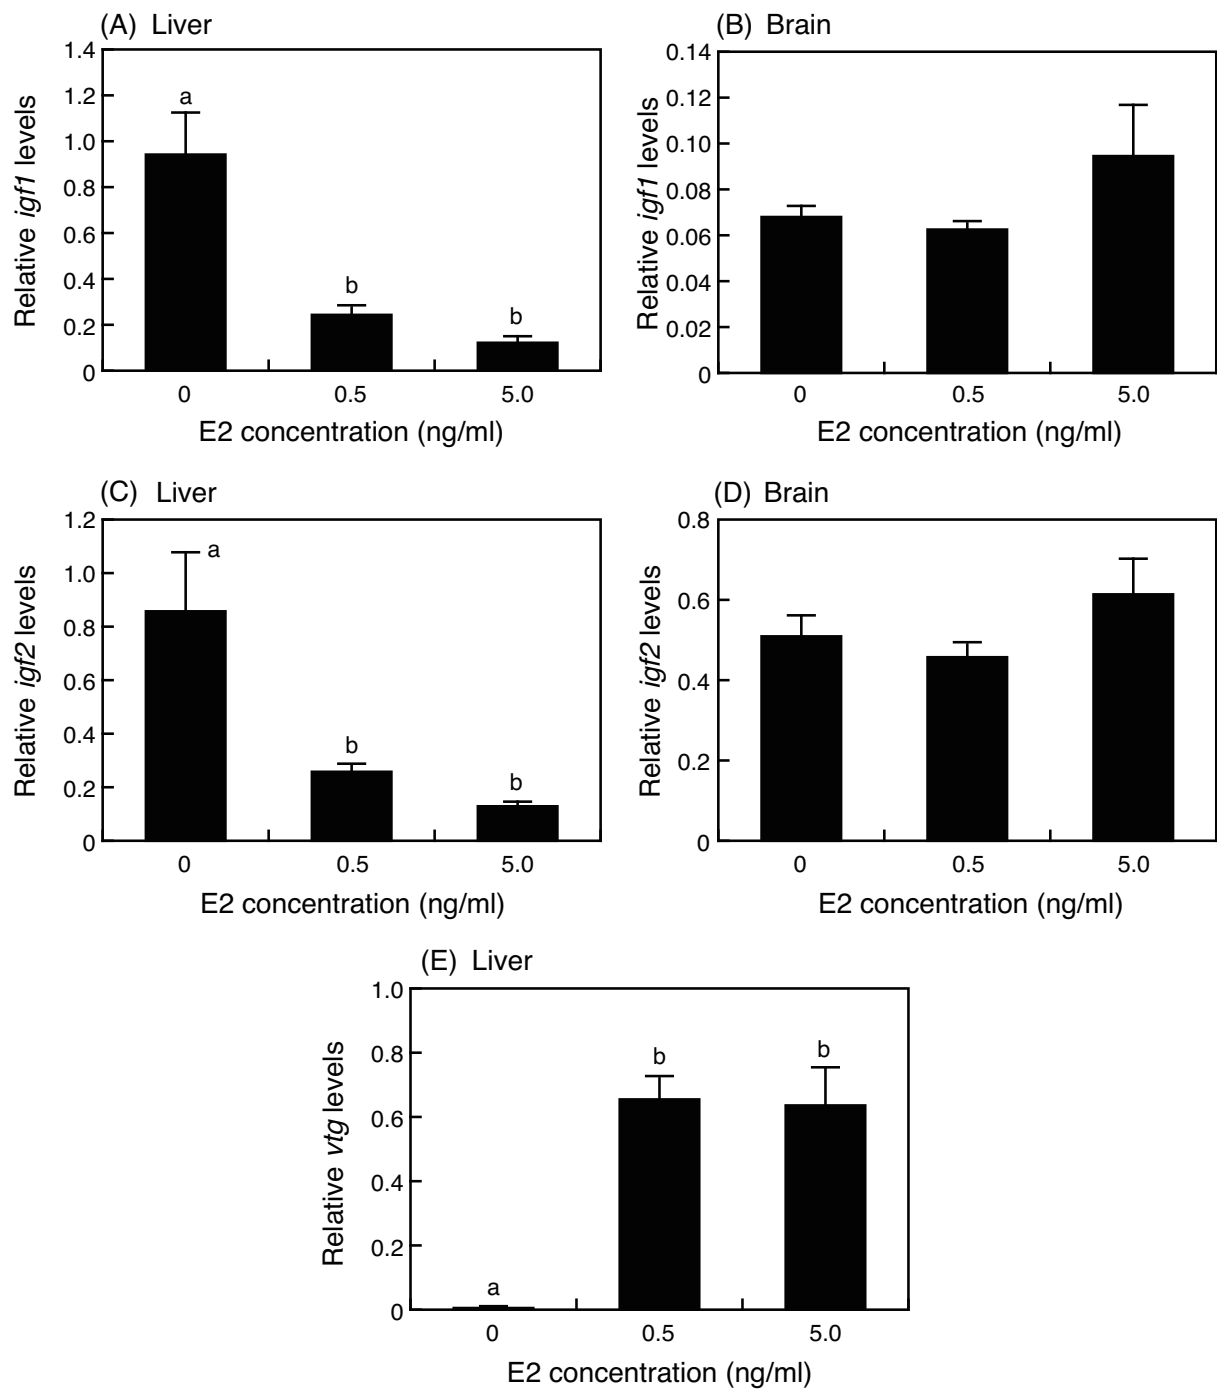 (A) Liver
1.4
1.2
1.0
0.8
0.6
0.4
0.2
0
Relative igf1 levels
a
b
b
0 0.5 5.0
E2 concentration (ng/ml)
(B) Brain
0.14
0.12
0.10
0.08
0.06
0.04
0.02
0
Relative igf1 levels
0 0.5 5.0
E2 concentration (ng/ml)
(C) Liver
1.2
1.0
0.8
0.6
0.4
0.2
0
Relative igf2 levels
a
b
b
0 0.5 5.0
E2 concentration (ng/ml)
(D) Brain
0.8
0.6
0.4
0.2
0
Relative igf2 levels
0 0.5 5.0
E2 concentration (ng/ml)
(E) Liver
1.0
0.8
0.6
0.4
0.2
0
Relative vtg levels
a
b
b
0 0.5 5.0
E2 concentration (ng/ml)